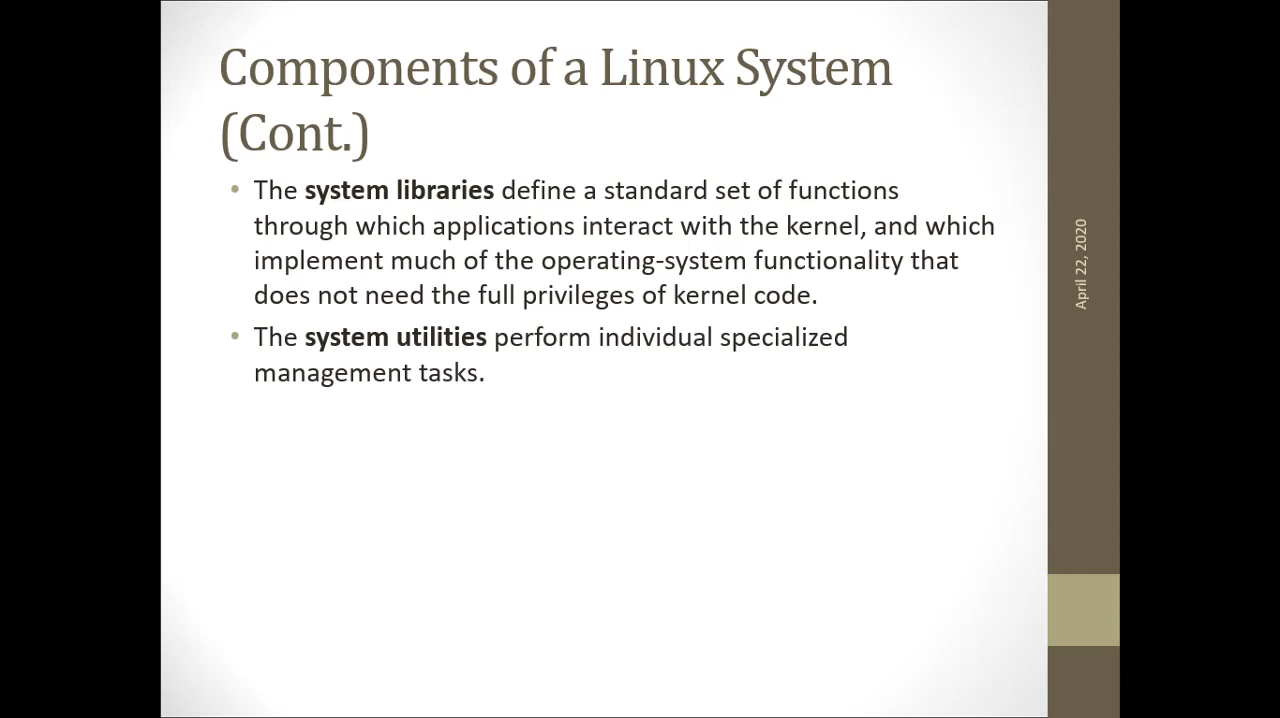 Components of a Linux System
(Cont.)
• The system libraries define a standard set of functions
through which applications interact with the kernel, and which
implement much of the operating-system functionality that
does not need the full privileges of kernel code.
• The system utilities perform individual specialized
management tasks.
April 22, 2020